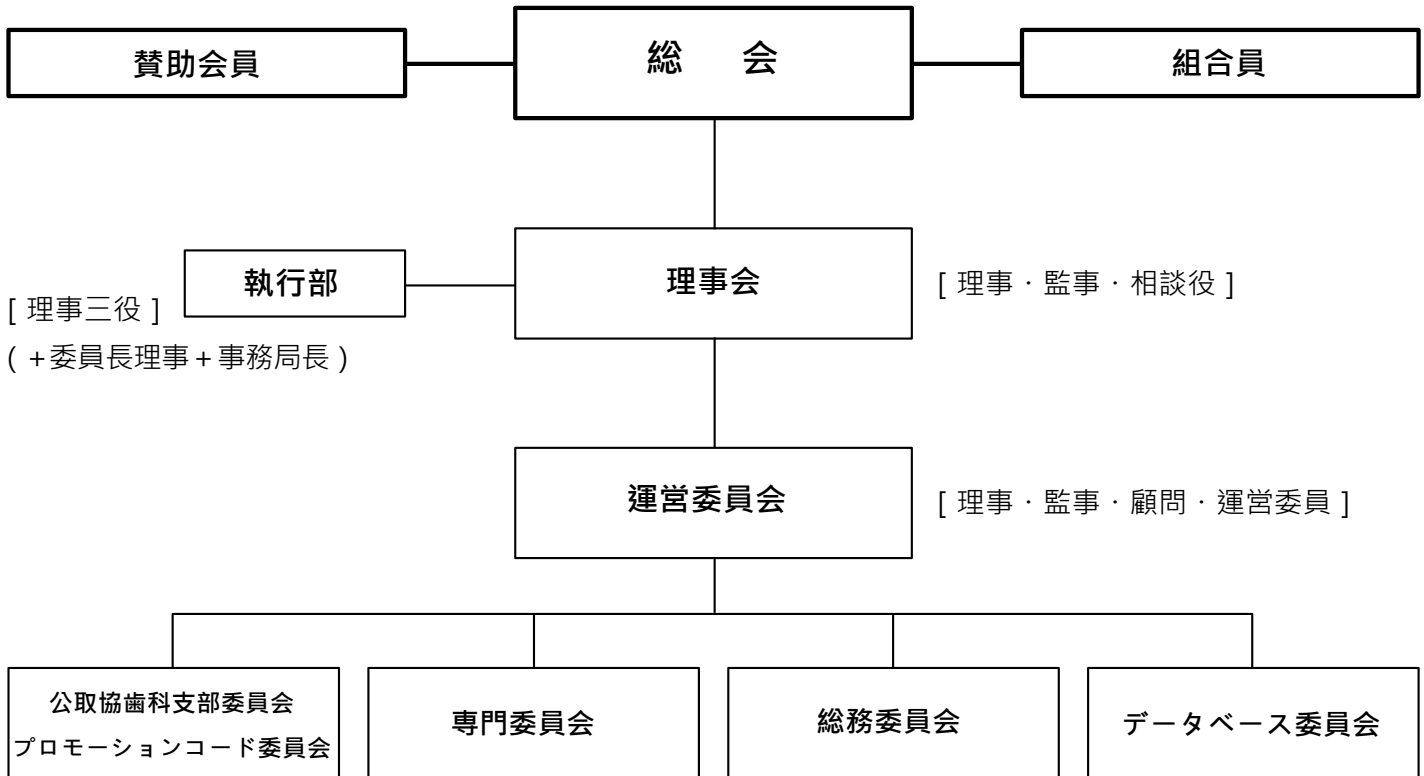 賛助会員
総 会
組合員
執行部
理事会
[ 理事・監事・相談役 ]
[ 理事三役 ]
( +委員長理事+事務局長 )
運営委員会
[ 理事・監事・顧問・運営委員 ]
公取協歯科支部委員会
プロモーションコード委員会
専門委員会
総務委員会
データベース委員会